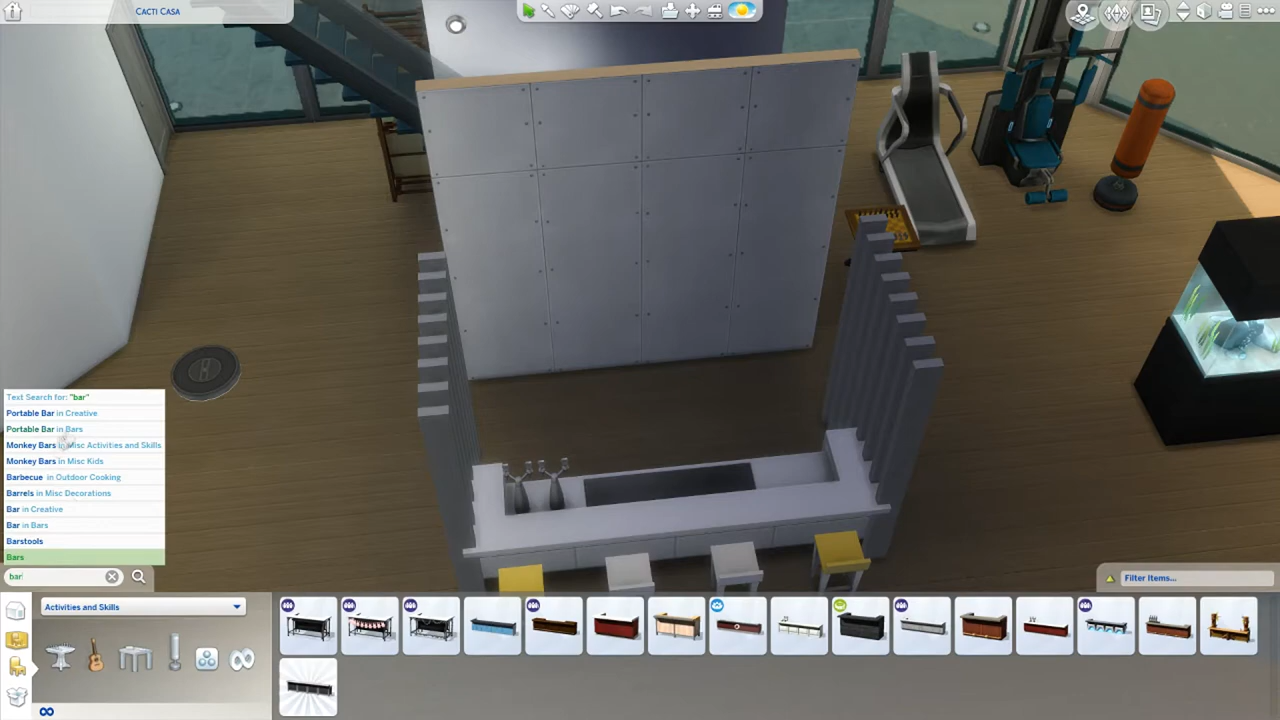 CACTI CASA
Text Search for: "bar"
Portable Bar in Creative
Portable Bar in Bars
Monkey Bars in Misc Activities and Skills
Monkey Bars in Misc Kids
Barbecue in Outdoor Cooking
Barrels in Misc Decorations
Bar in Creative
Bar in Bars
Barstools
Bars
bar
Filter Items...
Activities and Skills